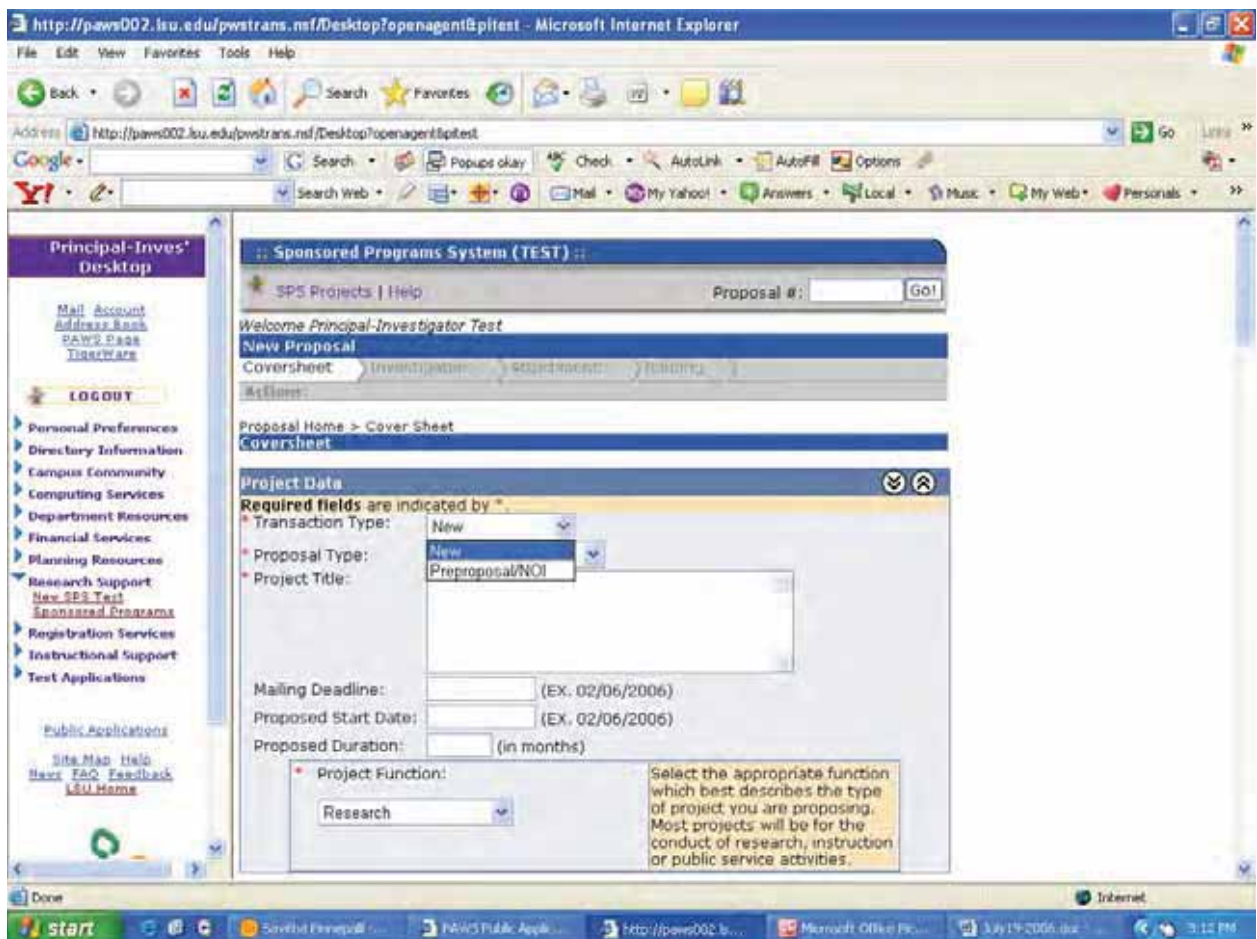 http://paws002.lsu.edu/pwstrans.nsf/Desktop?openagent&pitest - Microsoft Internet Explorer
File Edit View Favorites Tools Help
Back Search Favorites
Address http://paws002.lsu.edu/pwstrans.nsf/Desktop?openagent&pitest Go Links »
Google Search Popups okay Check AutoLink AutoFill Options
Y! Search Web Mail My Yahoo! Answers Local Music My Web Personals »
Principal-Inves'
Desktop
Mail Account
Address Book
PAWS Page
TigerWare
LOGOUT
Personal Preferences
Directory Information
Campus Community
Computing Services
Department Resources
Financial Services
Planning Resources
Research Support
New SPS Test
Sponsored Programs
Registration Services
Instructional Support
Test Applications
Public Applications
Site Map Help
News FAQ Feedback
LSU Home
:: Sponsored Programs System (TEST) ::
SPS Projects | Help Proposal #: Go!
Welcome Principal-Investigator Test
New Proposal
Coversheet
Actions:
Proposal Home > Cover Sheet
Coversheet
Project Data
Required fields are indicated by *.
* Transaction Type: New
New
Preproposal/NOI
* Proposal Type:
* Project Title:
Mailing Deadline: (EX. 02/06/2006)
Proposed Start Date: (EX. 02/06/2006)
Proposed Duration: (in months)
* Project Function:
Research
Select the appropriate function
which best describes the type
of project you are proposing.
Most projects will be for the
conduct of research, instruction
or public service activities.
Done Internet
start PAWS Public Applic... http://paws002.ls... Microsoft Office Pic... July19-2006.doc 3:12 PM